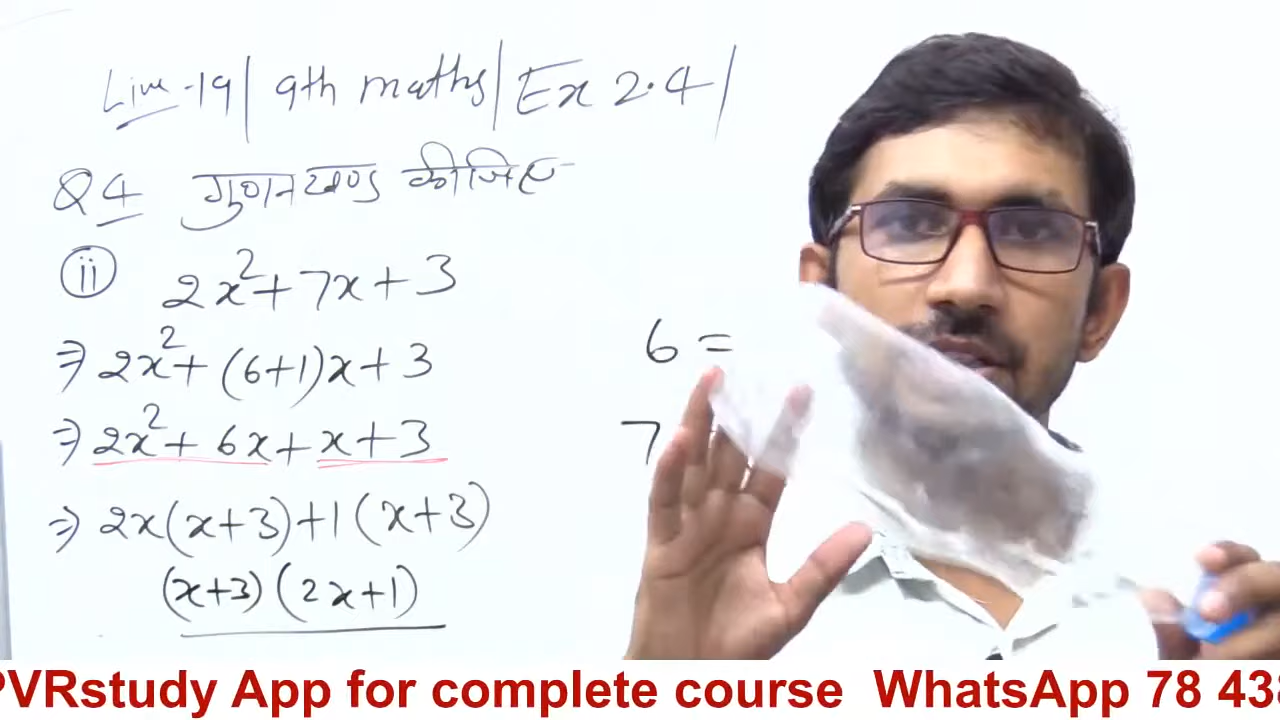 Live-19 | 9th maths | Ex 2.4 |
Q4 गुणनखण्ड कीजिए
ii 2x²+7x+3
⇒ 2x²+(6+1)x+3
⇒ 2x²+6x+x+3
⇒ 2x(x+3)+1(x+3)
(x+3)(2x+1)
6 =
7
PVRstudy App for complete course WhatsApp 78 438